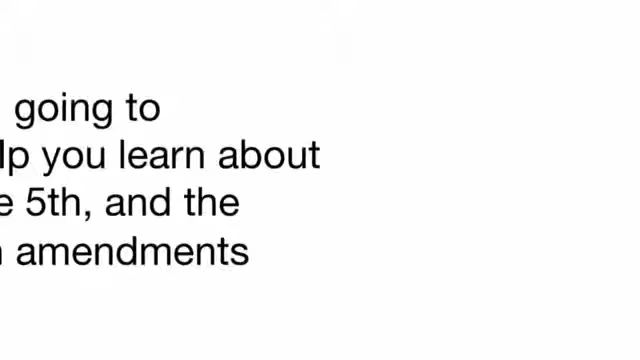 going to
lp you learn about
e 5th, and the
amendments